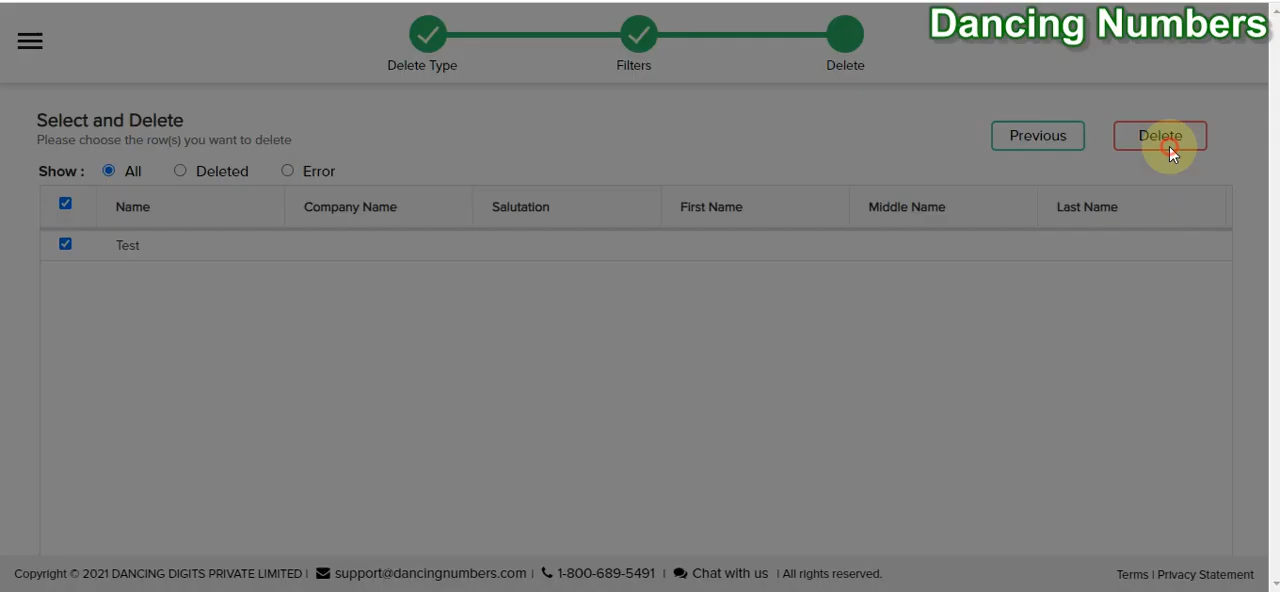 Dancing Numbers
Delete Type
Filters
Delete
Select and Delete
Please choose the row(s) you want to delete
Previous
Delete
Show : All Deleted Error
Name Company Name Salutation First Name Middle Name Last Name
Test
Copyright © 2021 DANCING DIGITS PRIVATE LIMITED | support@dancingnumbers.com | 1-800-689-5491 | Chat with us | All rights reserved. Terms | Privacy Statement